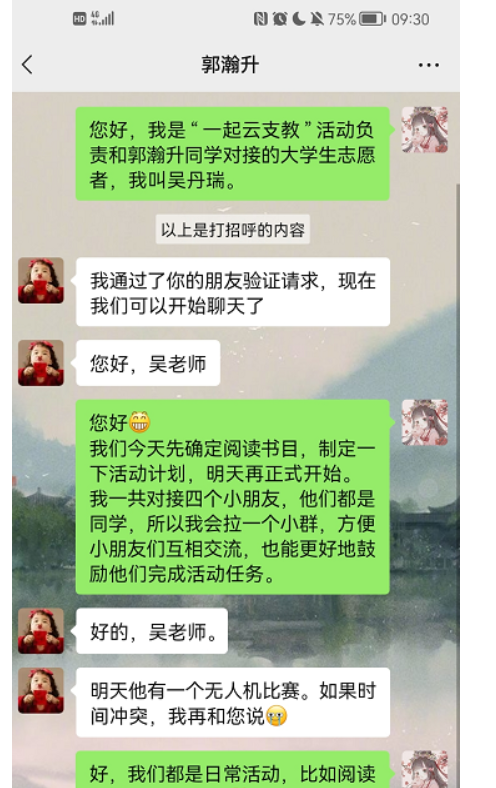 HD 4G 75% 09:30
郭瀚升
您好，我是“一起云支教”活动负
责和郭瀚升同学对接的大学生志愿
者，我叫吴丹瑞。
以上是打招呼的内容
我通过了你的朋友验证请求，现在
我们可以开始聊天了
您好，吴老师
您好
我们今天先确定阅读书目，制定一
下活动计划，明天再正式开始。
我一共对接四个小朋友，他们都是
同学，所以我会拉一个小群，方便
小朋友们互相交流，也能更好地鼓
励他们完成活动任务。
好的，吴老师。
明天他有一个无人机比赛。如果时
间冲突，我再和您说
好，我们都是日常活动，比如阅读